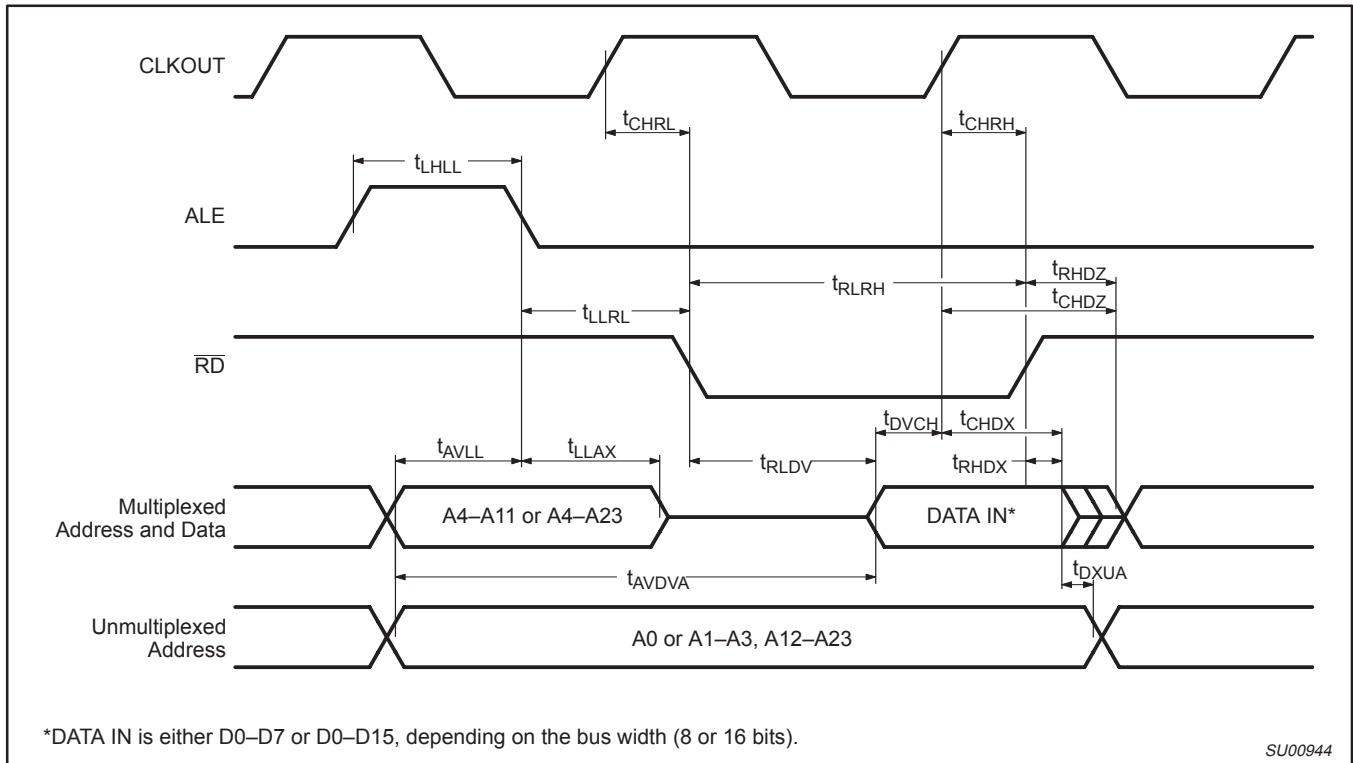 CLKOUT
tCHRL
tCHRH
tLHLL
ALE
tRLRH
tRHDZ
tCHDZ
tLLRL
RD
tDVCH
tCHDX
tAVLL
tLLAX
tRLDV
tRHDX
Multiplexed
Address and Data
A4–A11 or A4–A23
DATA IN*
tAVDVA
tDXUA
Unmultiplexed
Address
A0 or A1–A3, A12–A23
*DATA IN is either D0–D7 or D0–D15, depending on the bus width (8 or 16 bits).
SU00944